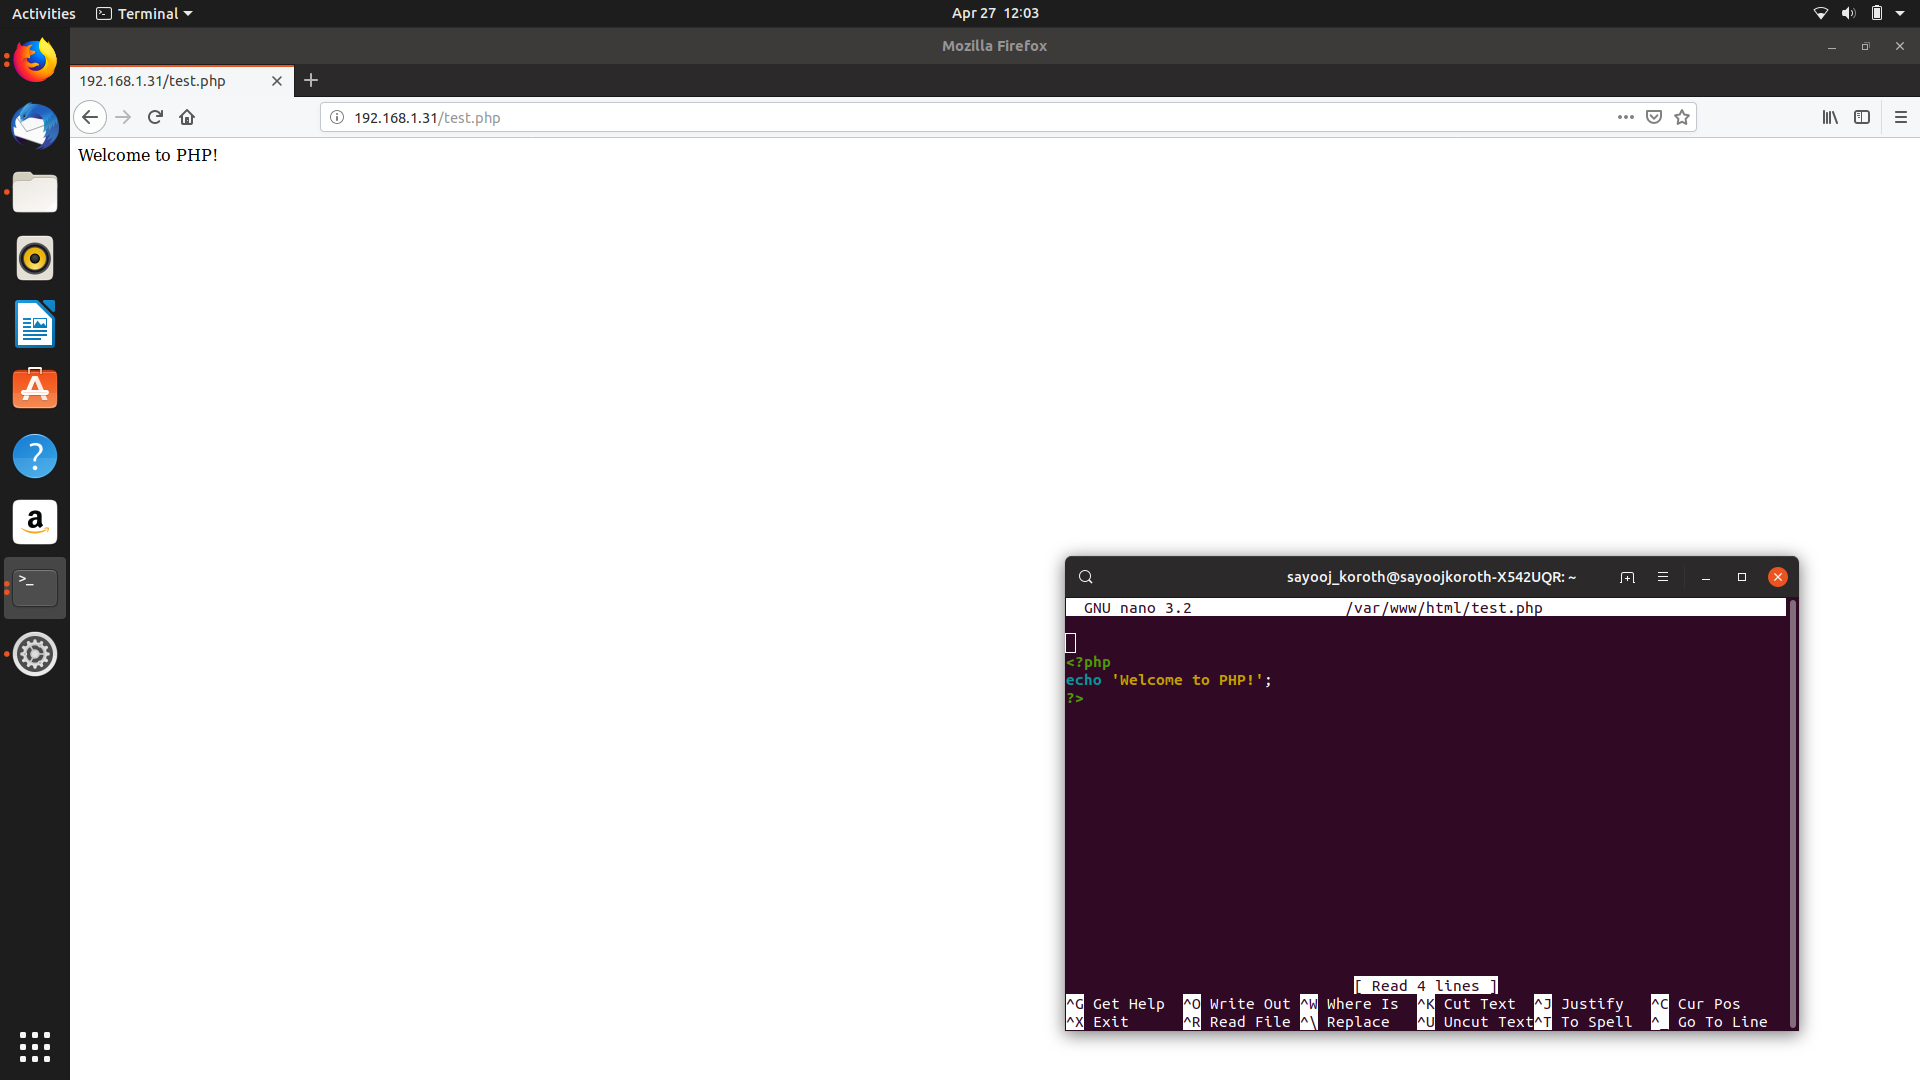 Activities Terminal Apr 27 12:03
Mozilla Firefox
192.168.1.31/test.php
192.168.1.31/test.php
Welcome to PHP!
?
a
>_
sayooj_koroth@sayoojkoroth-X542UQR: ~
GNU nano 3.2 /var/www/html/test.php
<?php
echo 'Welcome to PHP!';
?>
[ Read 4 lines ]
^G Get Help ^O Write Out ^W Where Is ^K Cut Text ^J Justify ^C Cur Pos
^X Exit ^R Read File ^\ Replace ^U Uncut Text^T To Spell ^_ Go To Line